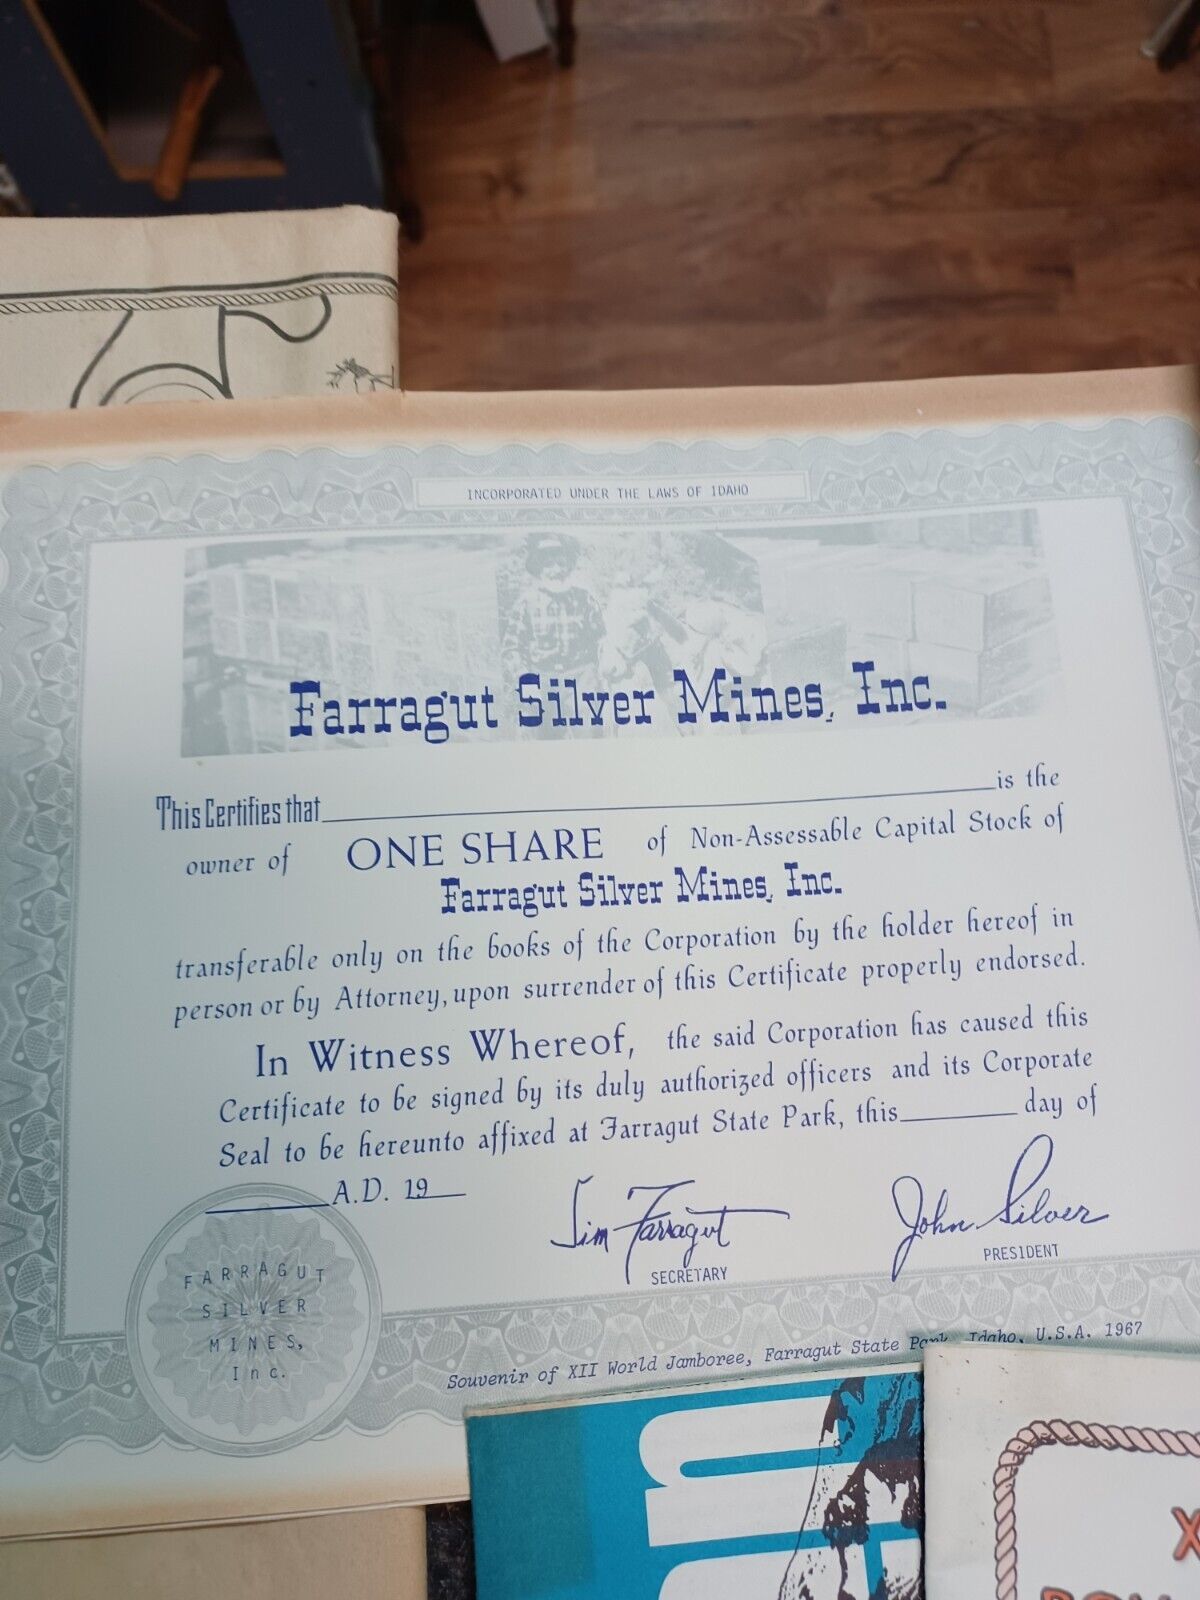 INCORPORATED UNDER THE LAWS OF IDAHO
Farragut Silver Mines, Inc.
This Certifies that is the
owner of ONE SHARE of Non-Assessable Capital Stock of
Farragut Silver Mines, Inc.
transferable only on the books of the Corporation by the holder hereof in
person or by Attorney, upon surrender of this Certificate properly endorsed.
In Witness Whereof, the said Corporation has caused this
Certificate to be signed by its duly authorized officers and its Corporate
Seal to be hereunto affixed at Farragut State Park, this day of
A.D. 19
Jim Farragut
John Silver
SECRETARY
PRESIDENT
FARRAGUT
SILVER
MINES,
Inc.
Souvenir of XII World Jamboree, Farragut State Park, Idaho, U.S.A. 1967
X